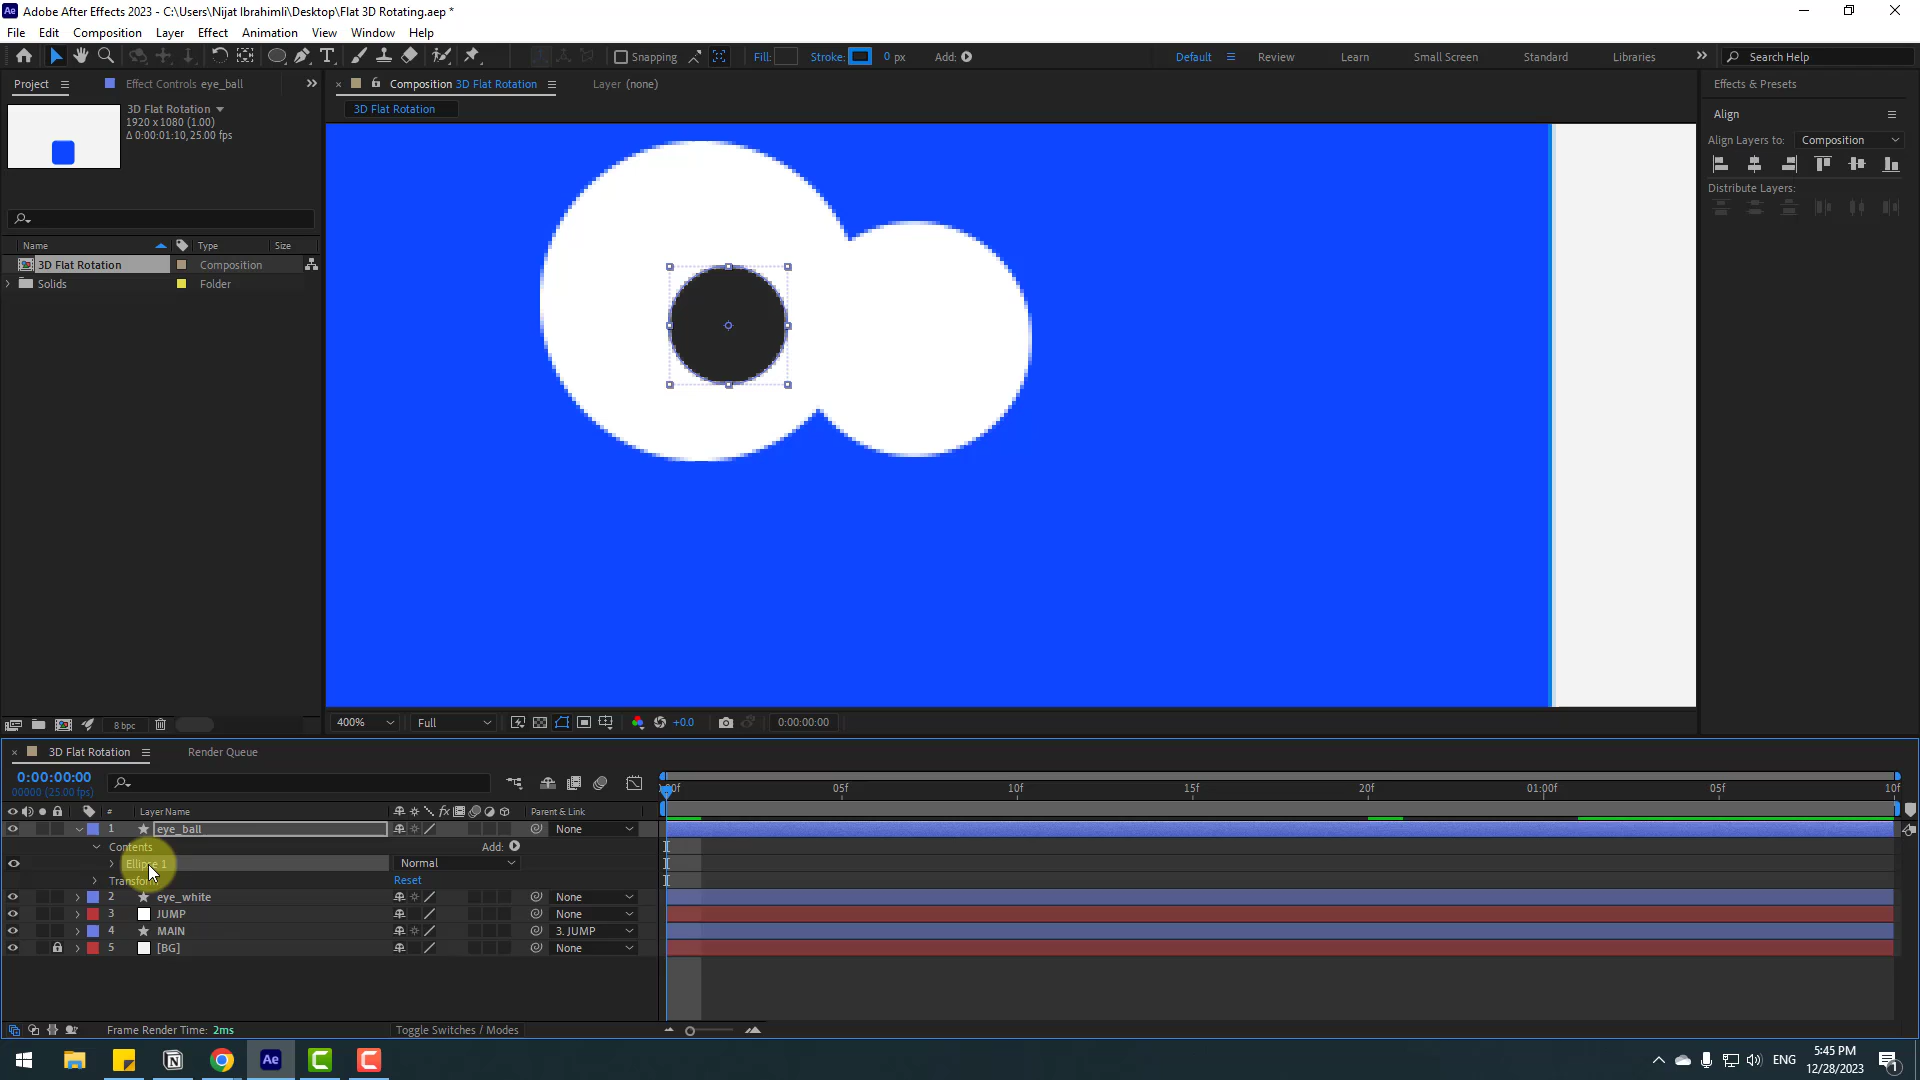 Adobe After Effects 2023 - C:\Users\Nijat Ibrahimli\Desktop\Flat 3D Rotating.aep *
File Edit Composition Layer Effect Animation View Window Help
Snapping Fill: Stroke: 0 px Add: Default Review Learn Small Screen Standard Libraries Search Help
Project Effect Controls eye_ball Composition 3D Flat Rotation Layer (none) Effects & Presets
3D Flat Rotation
3D Flat Rotation
1920 x 1080 (1.00)
Δ 0:00:01:10, 25.00 fps
Align
Align Layers to: Composition
Distribute Layers:
Name Type Size
3D Flat Rotation Composition
Solids Folder
8 bpc 400% Full +0.0 0:00:00:00
3D Flat Rotation Render Queue
0:00:00:00
00000 (25.00 fps)
:00f 05f 10f 15f 20f 01:00f 05f 10f
# Layer Name fx Parent & Link
1 eye_ball None
Contents Add:
Ellipse 1 Normal
Transform Reset
2 eye_white None
3 JUMP None
4 MAIN 3. JUMP
5 [BG] None
Frame Render Time: 2ms Toggle Switches / Modes
Ae ENG 5:45 PM
12/28/2023 1